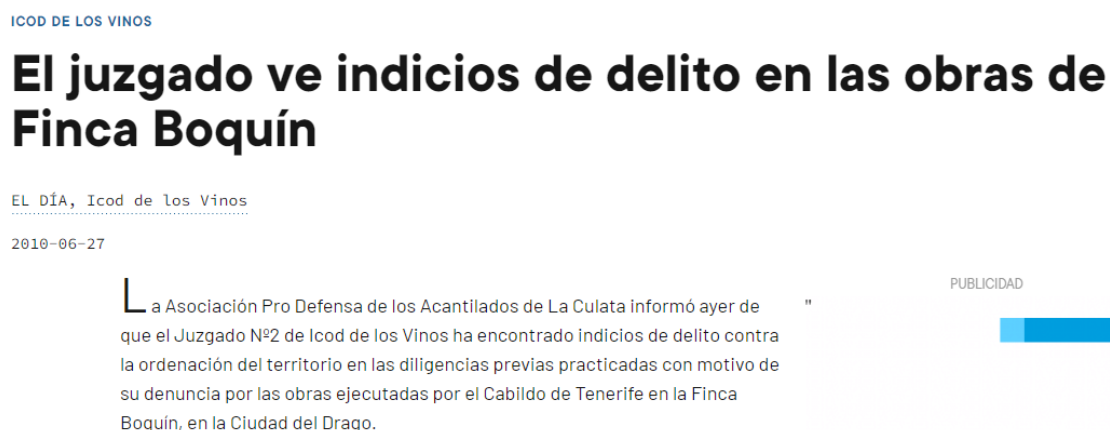 ICOD DE LOS VINOS
El juzgado ve indicios de delito en las obras de
Finca Boquín
EL DÍA, Icod de los Vinos
2010-06-27
PUBLICIDAD
La Asociación Pro Defensa de los Acantilados de La Culata informó ayer de
"
que el Juzgado Nº2 de Icod de los Vinos ha encontrado indicios de delito contra
la ordenación del territorio en las diligencias previas practicadas con motivo de
su denuncia por las obras ejecutadas por el Cabildo de Tenerife en la Finca
Boquín, en la Ciudad del Drago.